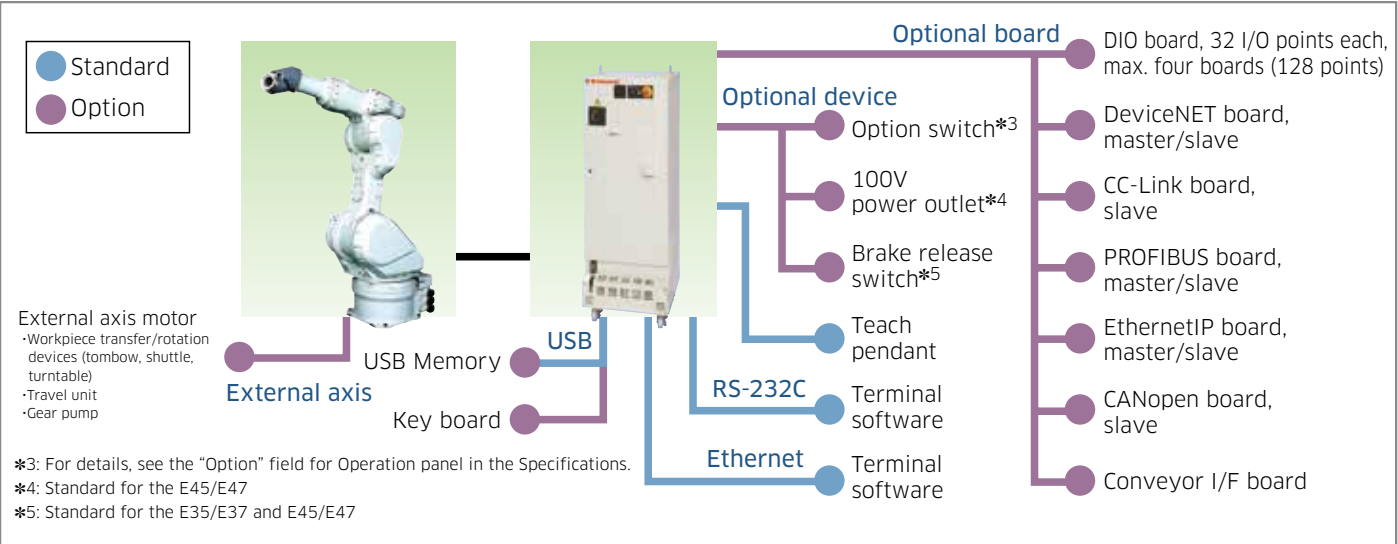 Standard
Option
Optional board
DIO board, 32 I/O points each,
max. four boards (128 points)
DeviceNET board,
master/slave
CC-Link board,
slave
PROFIBUS board,
master/slave
EthernetIP board,
master/slave
CANopen board,
slave
Conveyor I/F board
Optional device
Option switch*3
100V
power outlet*4
Brake release
switch*5
Teach
pendant
RS-232C
Terminal
software
Ethernet
Terminal
software
USB
USB Memory
Key board
External axis
External axis motor
・Workpiece transfer/rotation
devices (tombow, shuttle,
turntable)
・Travel unit
・Gear pump
*3: For details, see the “Option” field for Operation panel in the Specifications.
*4: Standard for the E45/E47
*5: Standard for the E35/E37 and E45/E47